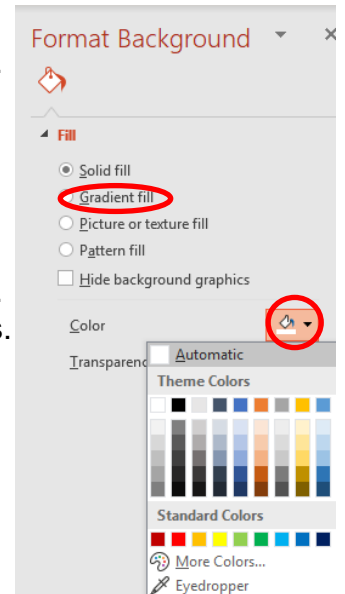 Format Background
Fill
Solid fill
Gradient fill
Picture or texture fill
Pattern fill
Hide background graphics
s.
Color
Transparenc
Automatic
Theme Colors
Standard Colors
More Colors...
Eyedropper